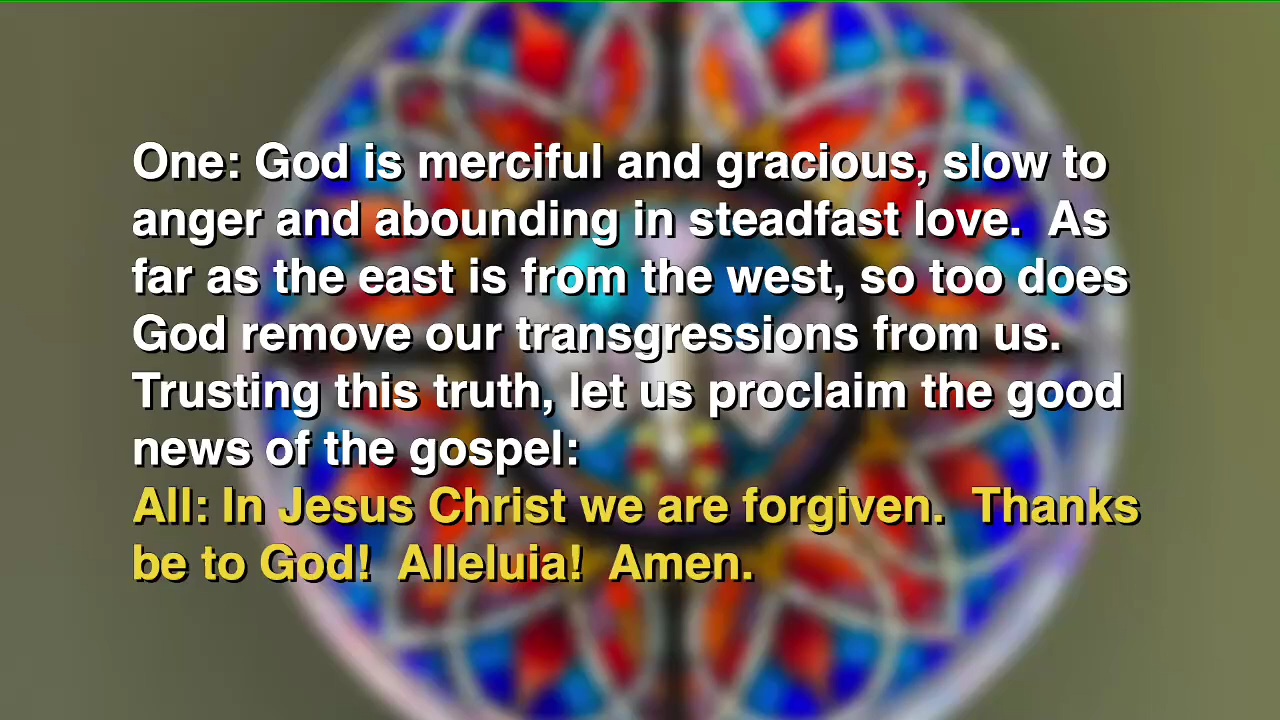 One: God is merciful and gracious, slow to
anger and abounding in steadfast love.  As
far as the east is from the west, so too does
God remove our transgressions from us.
Trusting this truth, let us proclaim the good
news of the gospel:
All: In Jesus Christ we are forgiven.  Thanks
be to God!  Alleluia!  Amen.